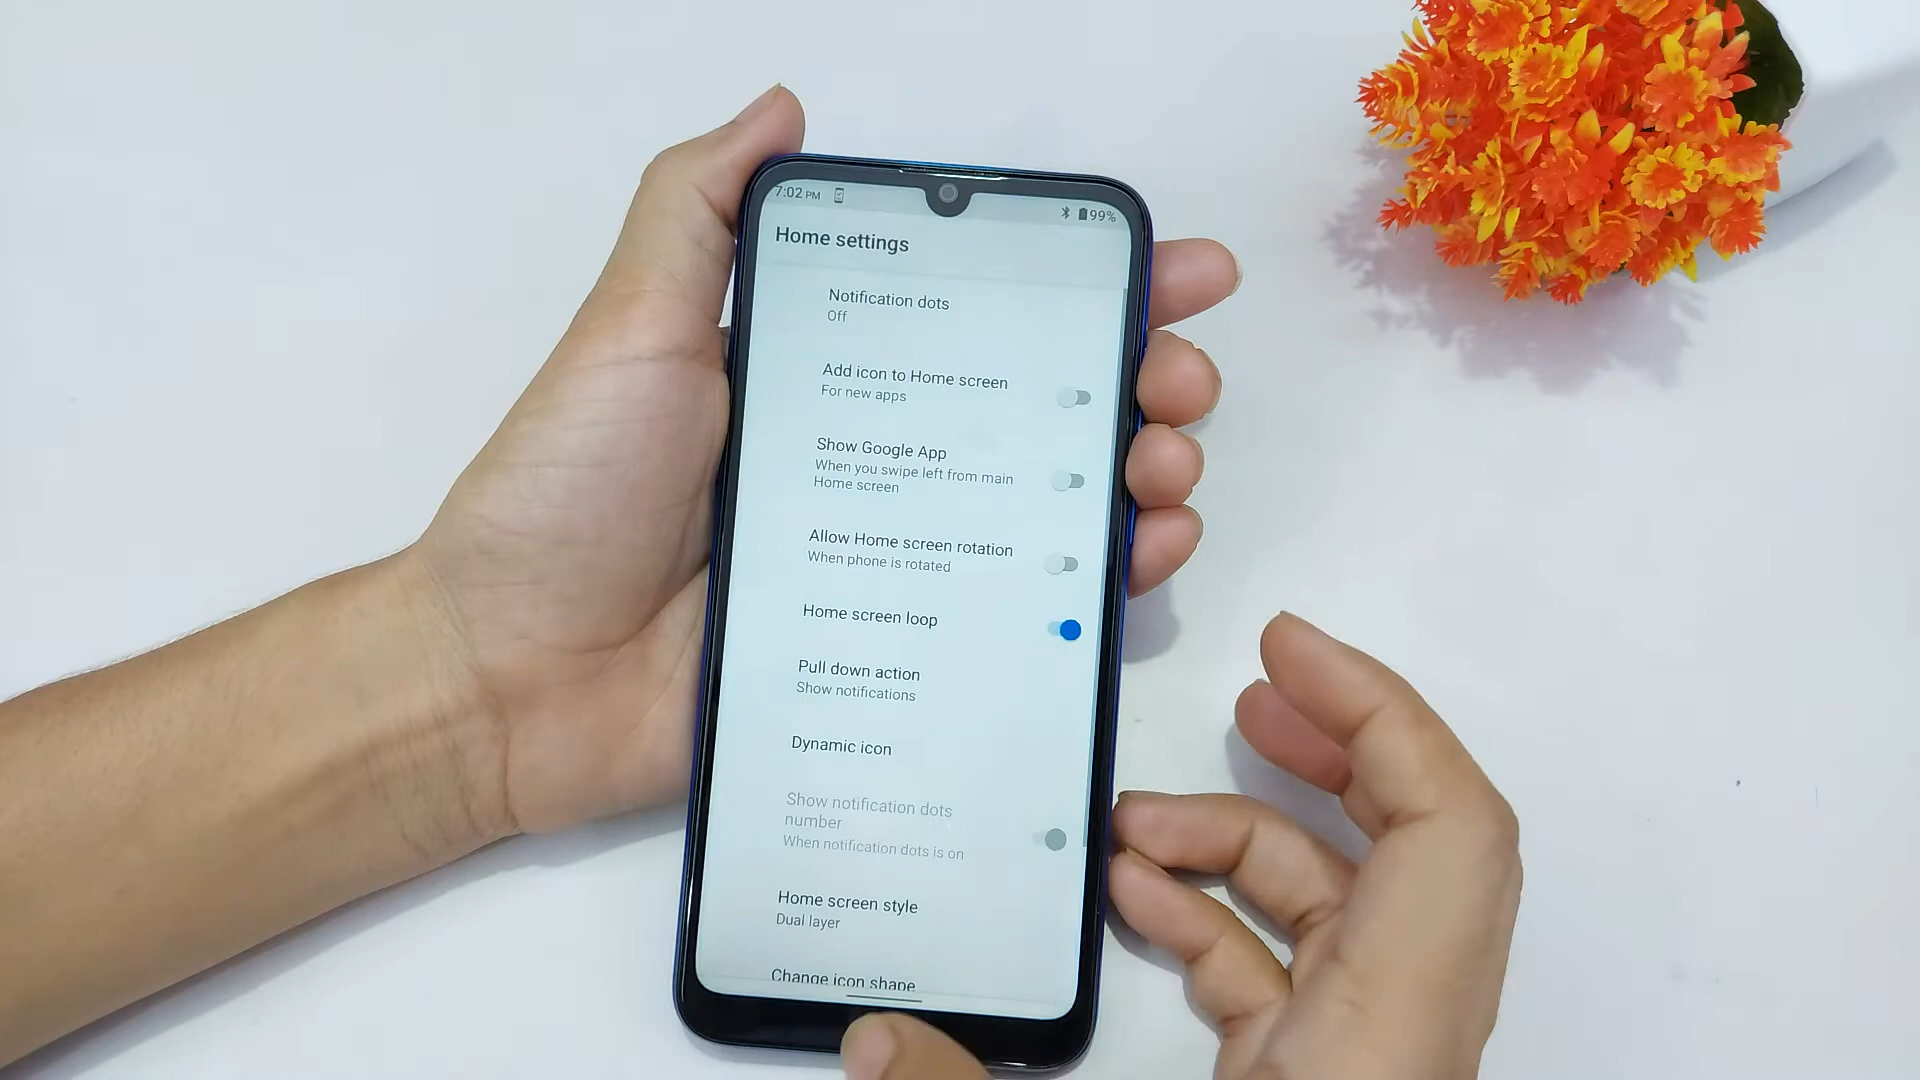 7:02 PM
99%
Home settings
Notification dots
Off
Add icon to Home screen
For new apps
Show Google App
When you swipe left from main
Home screen
Allow Home screen rotation
When phone is rotated
Home screen loop
Pull down action
Show notifications
Dynamic icon
Show notification dots
number
When notification dots is on
Home screen style
Dual layer
Change icon shape